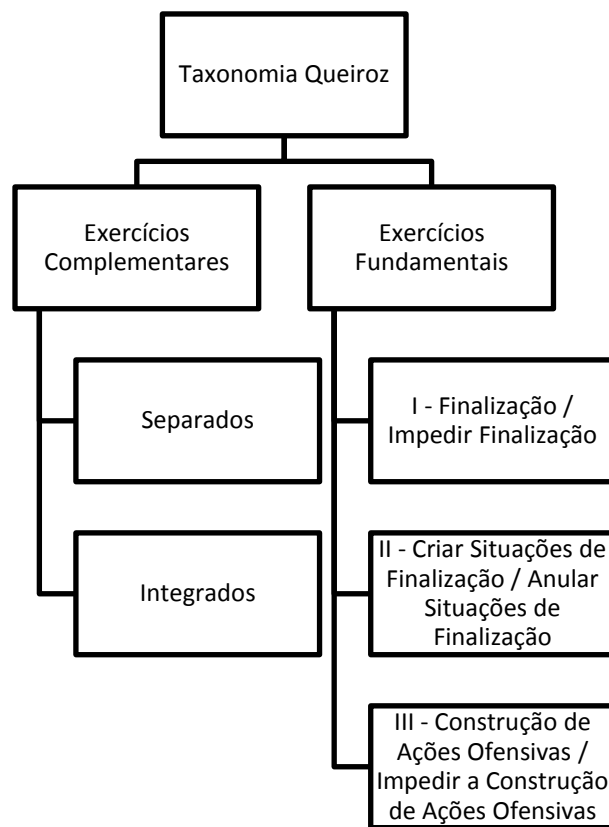 Taxonomia Queiroz
Exercícios
Complementares
Exercícios
Fundamentais
Separados
I - Finalização /
Impedir Finalização
Integrados
II - Criar Situações de
Finalização / Anular
Situações de
Finalização
III - Construção de
Ações Ofensivas /
Impedir a Construção
de Ações Ofensivas